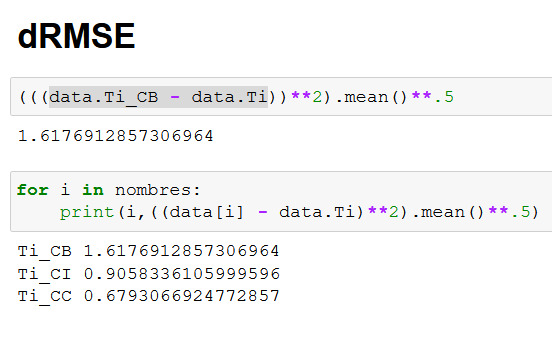 dRMSE
(((data.Ti_CB - data.Ti))**2).mean()**.5
1.6176912857306964
for i in nombres:
    print(i,((data[i] - data.Ti)**2).mean()**.5)
Ti_CB 1.6176912857306964
Ti_CI 0.9058336105999596
Ti_CC 0.6793066924772857